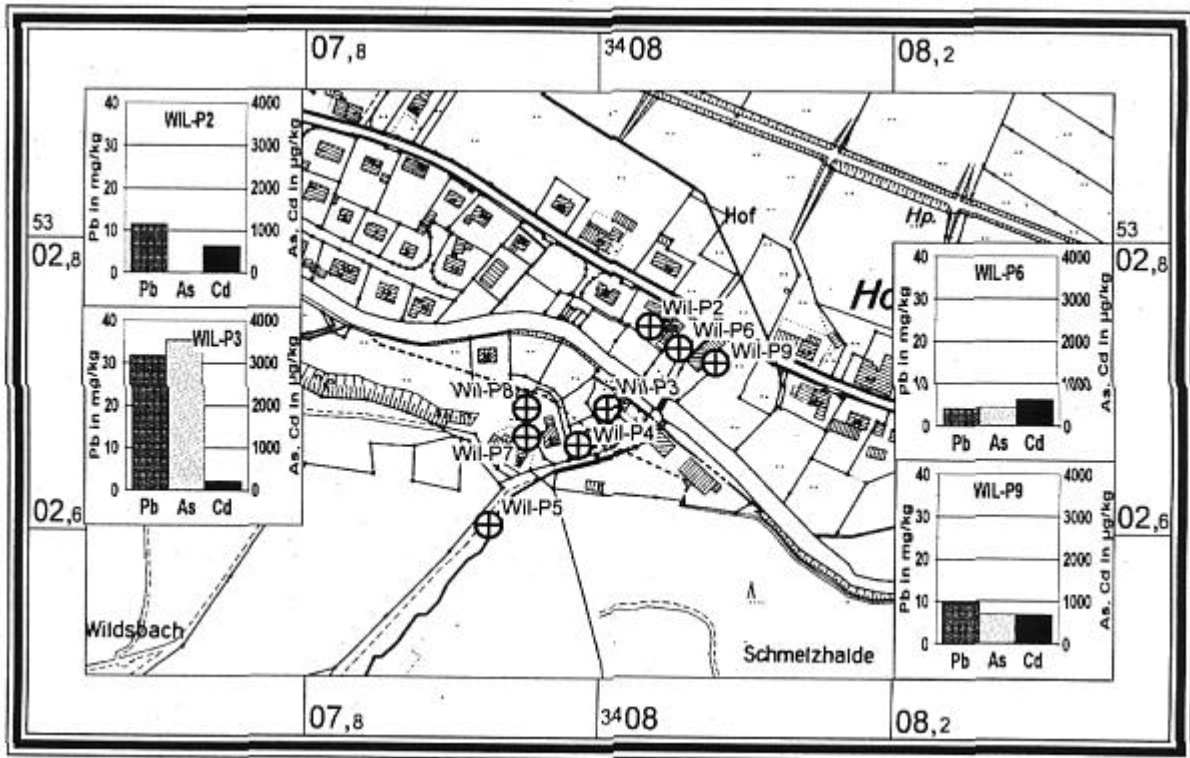 07,8
34 08
08,2
40
30
20
10
0
Pb in mg/kg
WIL-P2
4000
3000
2000
1000
0
As, Cd in µg/kg
Pb As Cd
53
02,8
40
30
20
10
0
Pb in mg/kg
WIL-P3
4000
3000
2000
1000
0
As, Cd in µg/kg
Pb As Cd
02,6
Hof
Hp.
Ho
Wil-P2
Wil-P6
Wil-P9
Wil-P8
Wil-P3
Wil-P4
Wil-P7
Wil-P5
Wildsbach
Schmelzhalde
53
02,8
40
30
20
10
0
Pb in mg/kg
WIL-P6
4000
3000
2000
1000
0
As, Cd in µg/kg
Pb As Cd
40
30
20
10
0
Pb in mg/kg
WIL-P9
4000
3000
2000
1000
0
As, Cd in µg/kg
Pb As Cd
02,6
07,8
34 08
08,2